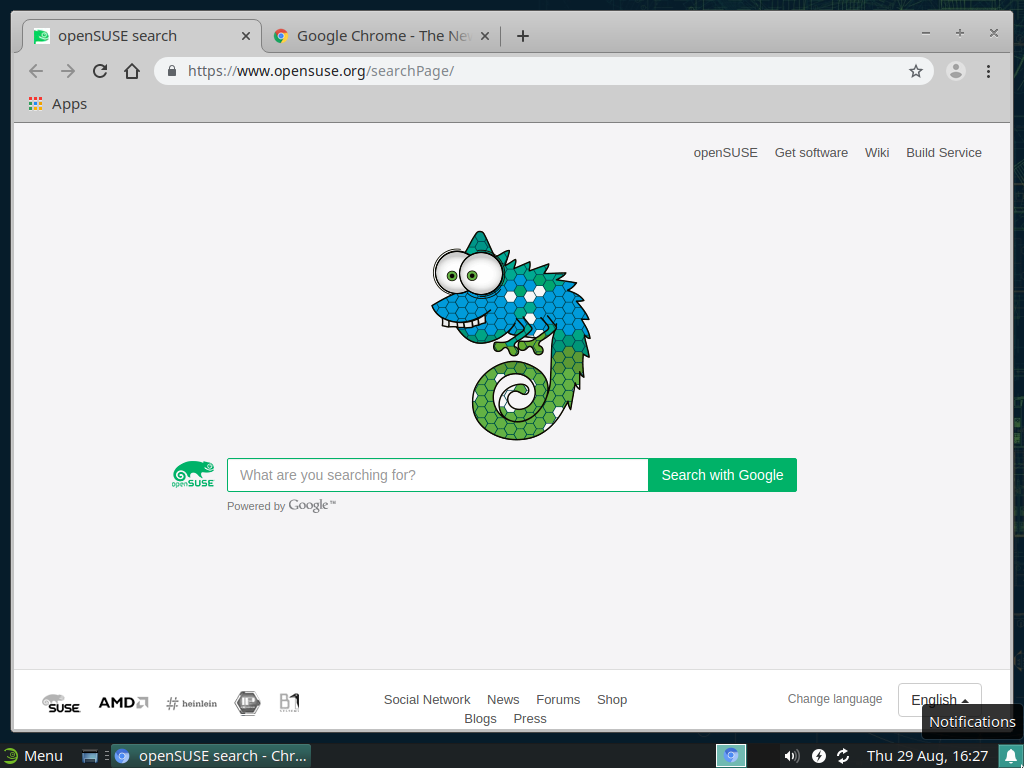 openSUSE search
Google Chrome - The Ne
https://www.opensuse.org/searchPage/
Apps
openSUSE Get software Wiki Build Service
openSUSE
What are you searching for?
Search with Google
Powered by Google™
SUSE
AMD
# heinlein
B1
Social Network News Forums Shop
Blogs Press
Change language
English
Notifications
Menu
openSUSE search - Chr...
Thu 29 Aug, 16:27